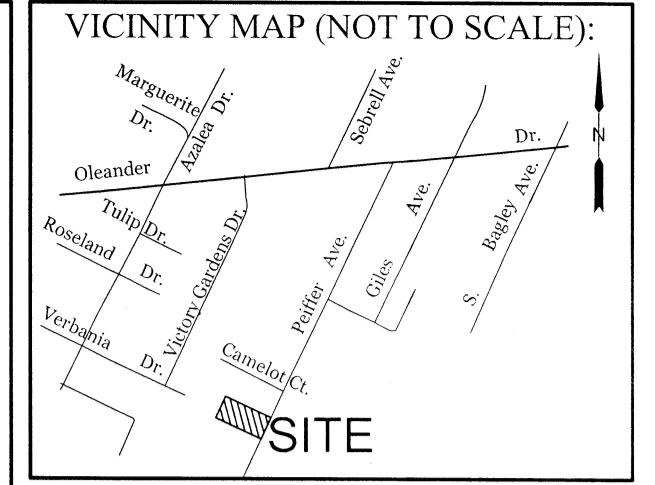 VICINITY MAP (NOT TO SCALE):
Marguerite
Dr.
Azalea Dr.
Sebrell Ave.
N
Oleander
Dr.
Tulip Dr.
Roseland
Dr.
Victory Gardens Dr.
Peiffer Ave.
Giles Ave.
S. Bagley Ave.
Verbania
Dr.
Camelot Ct.
SITE